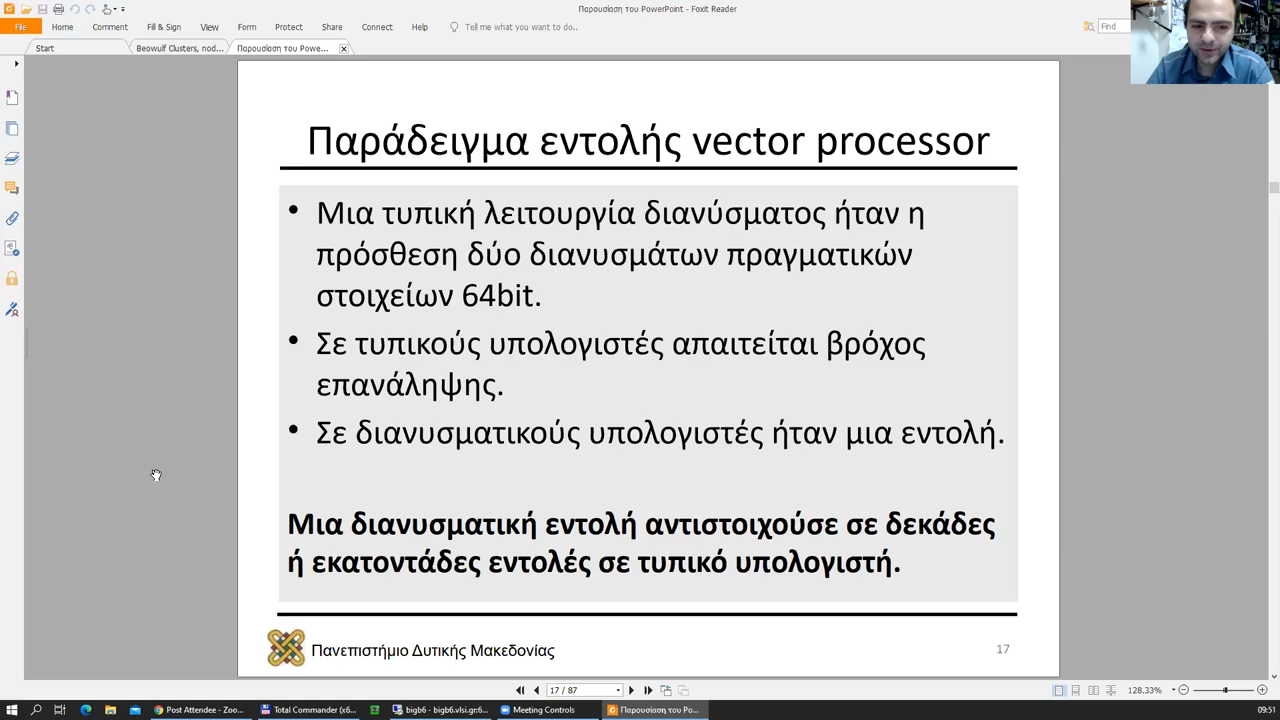 Παρουσίαση του PowerPoint - Foxit Reader
File Home Comment Fill & Sign View Form Protect Share Connect Help Tell me what you want to do... Find
Start Beowulf Clusters, nod... Παρουσίαση του Powe...
Παράδειγμα εντολής vector processor
• Μια τυπική λειτουργία διανύσματος ήταν η
πρόσθεση δύο διανυσμάτων πραγματικών
στοιχείων 64bit.
• Σε τυπικούς υπολογιστές απαιτείται βρόχος
επανάληψης.
• Σε διανυσματικούς υπολογιστές ήταν μια εντολή.
Μια διανυσματική εντολή αντιστοιχούσε σε δεκάδες
ή εκατοντάδες εντολές σε τυπικό υπολογιστή.
Πανεπιστήμιο Δυτικής Μακεδονίας
17
17 / 87
128.33%
Post Attendee - Zoo... Total Commander (x6... bigb6 - bigb6.vlsi.gr:6... Meeting Controls Παρουσίαση του Po... 09:51